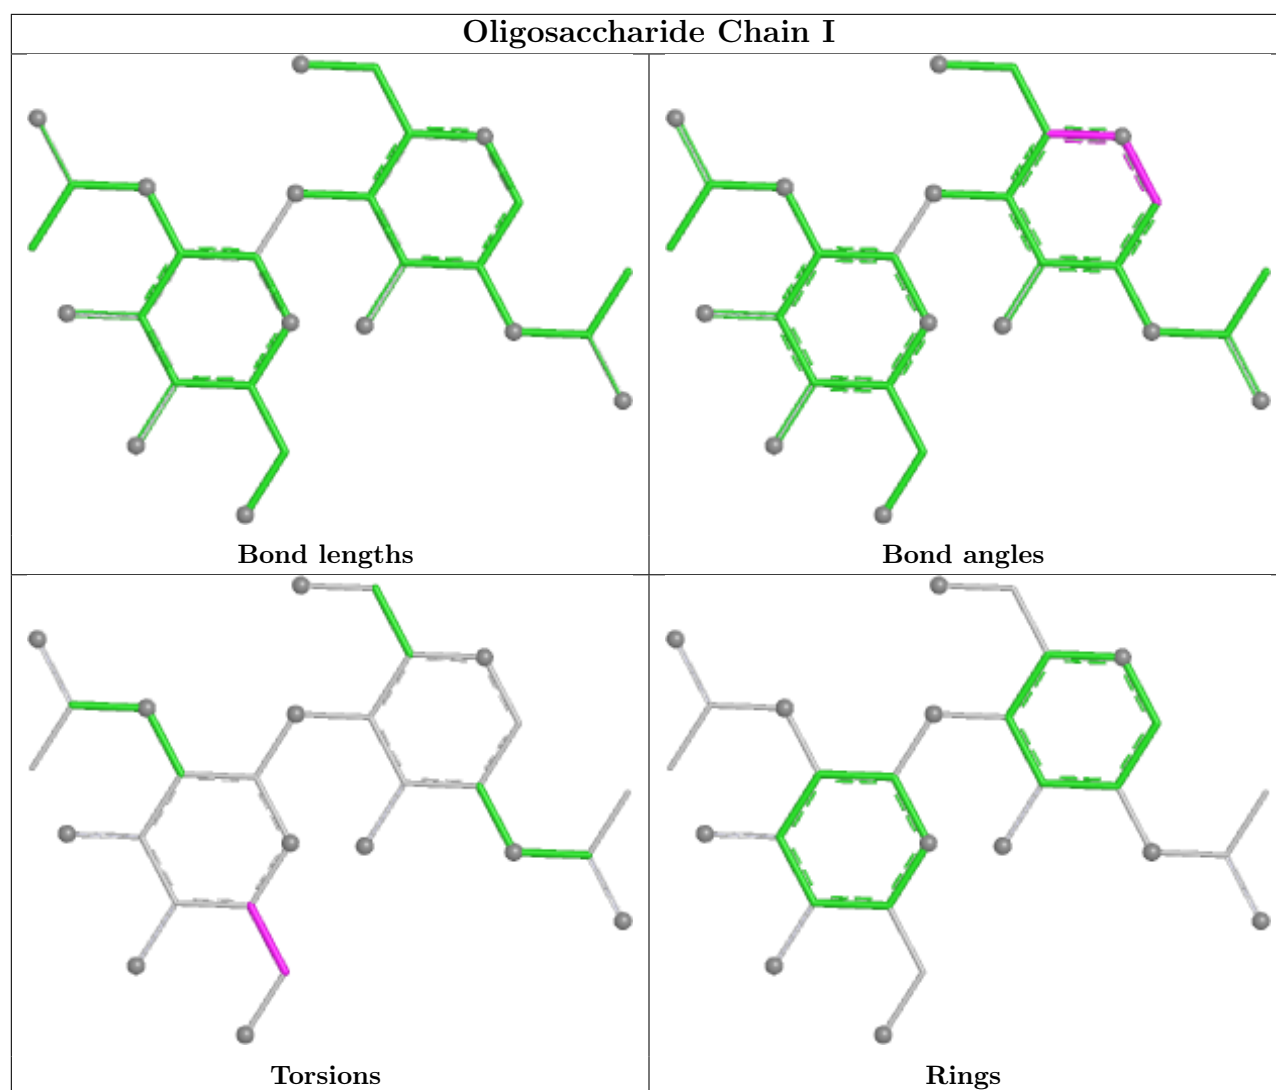 Oligosaccharide Chain I
Bond lengths
Bond angles
Torsions
Rings